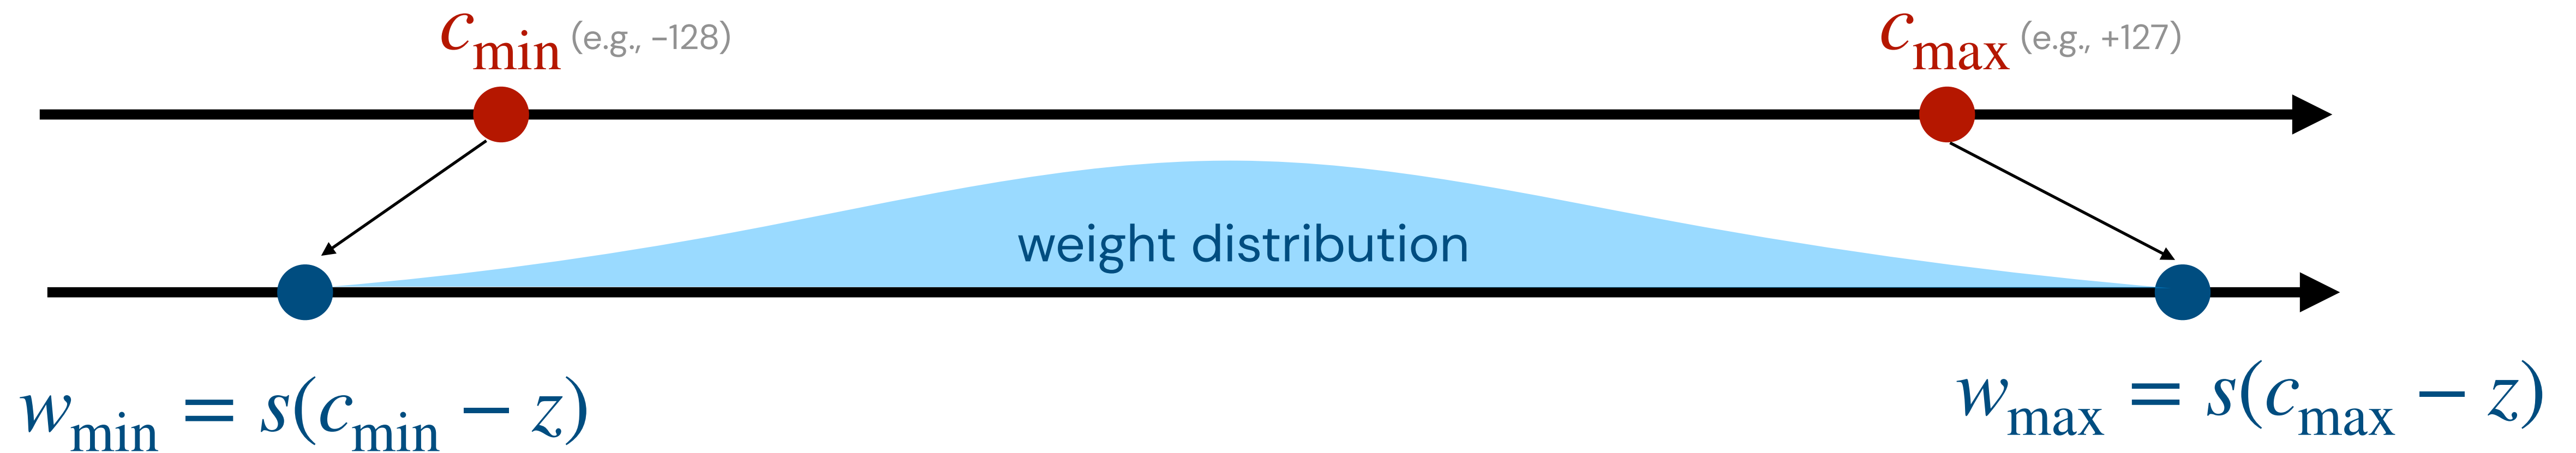 c_min (e.g., −128)
c_max (e.g., +127)
weight distribution
w_min = s(c_min − z)
w_max = s(c_max − z)